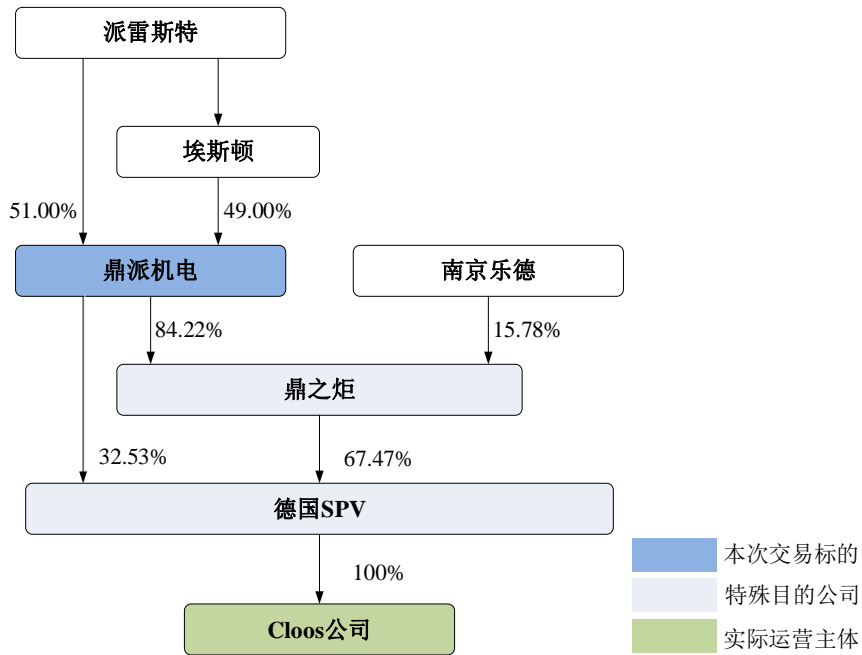 派雷斯特
埃斯顿
51.00%
49.00%
鼎派机电
南京乐德
84.22%
15.78%
鼎之炬
32.53%
67.47%
德国SPV
100%
Cloos公司
本次交易标的
特殊目的公司
实际运营主体